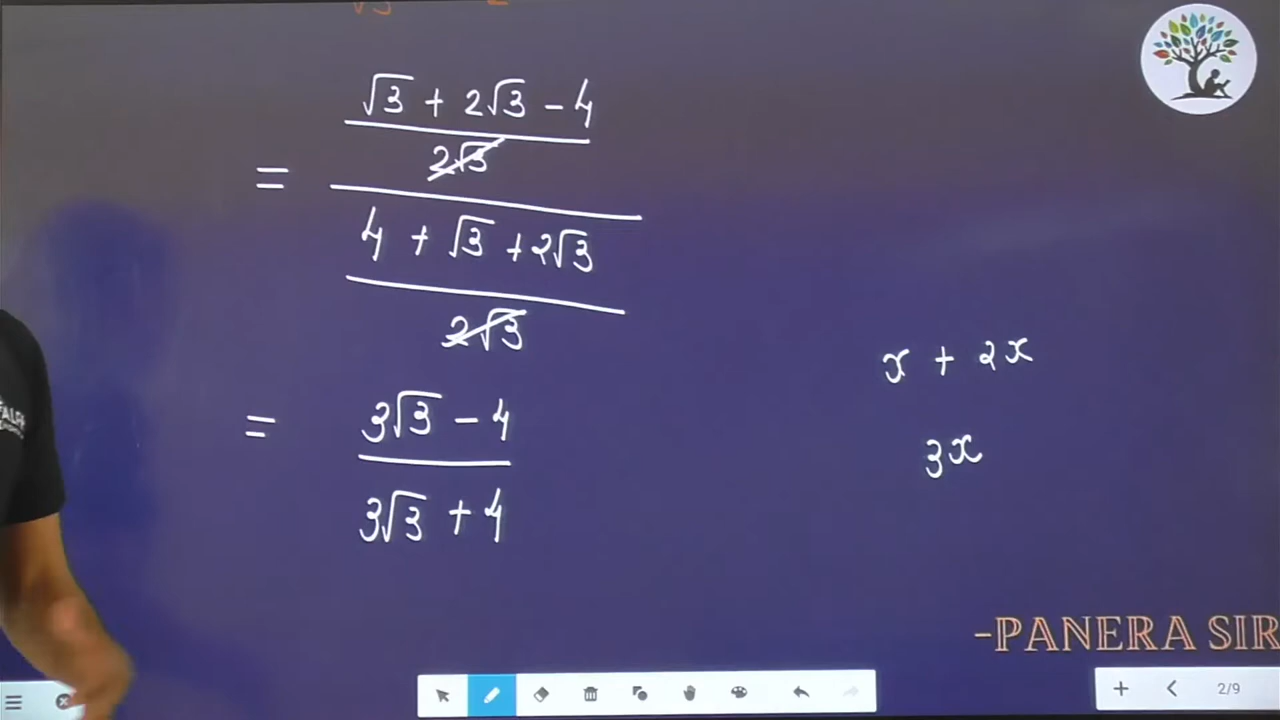 √3 + 2√3 - 4
2√3
=
4 + √3 + 2√3
2√3
= 3√3 - 4
3√3 + 4
x + 2x
3x
-PANERA SIR
2/9